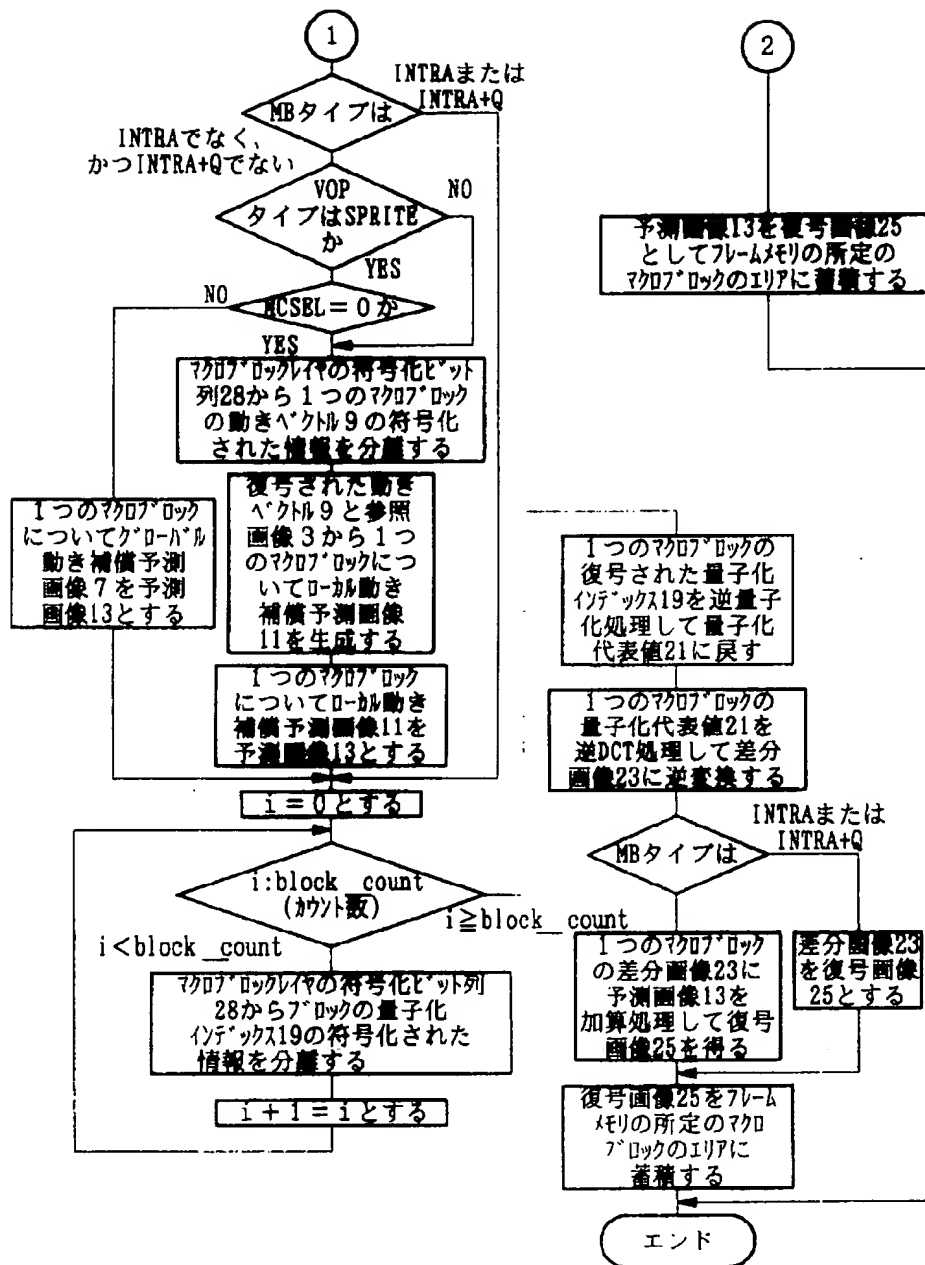 1
MBタイプは
INTRAまたは
INTRA+Q
INTRAでなく、
かつINTRA+Qでない
VOP
タイプはSPRITE
か
NO
YES
MCSEL=0か
NO
YES
マクロブロックレイヤの符号化ビット
列28から1つのマクロブロック
の動きベクトル9の符号化
された情報を分離する
復号された動き
ベクトル9と参照
画像3から1つ
のマクロブロックにつ
いてローカル動き
補償予測画像
11を生成する
1つのマクロブロック
についてグローバル
動き補償予測
画像7を予測
画像13とする
1つのマクロブロック
についてローカル動き
補償予測画像11を
予測画像13とする
i=0とする
i:block_count
(カウント数)
i≧block_count
i<block_count
マクロブロックレイヤの符号化ビット列
28からブロックの量子化
インデックス19の符号化された
情報を分離する
i+1=iとする
2
予測画像13を復号画像25
としてフレームメモリの所定の
マクロブロックのエリアに蓄積する
1つのマクロブロックの
復号された量子化
インデックス19を逆量子
化処理して量子化
代表値21に戻す
1つのマクロブロックの
量子化代表値21を
逆DCT処理して差分
画像23に逆変換する
MBタイプは
INTRAまたは
INTRA+Q
1つのマクロブロック
の差分画像23に
予測画像13を
加算処理して復号
画像25を得る
差分画像23
を復号画像
25とする
復号画像25をフレーム
メモリの所定のマクロ
ブロックのエリアに
蓄積する
エンド